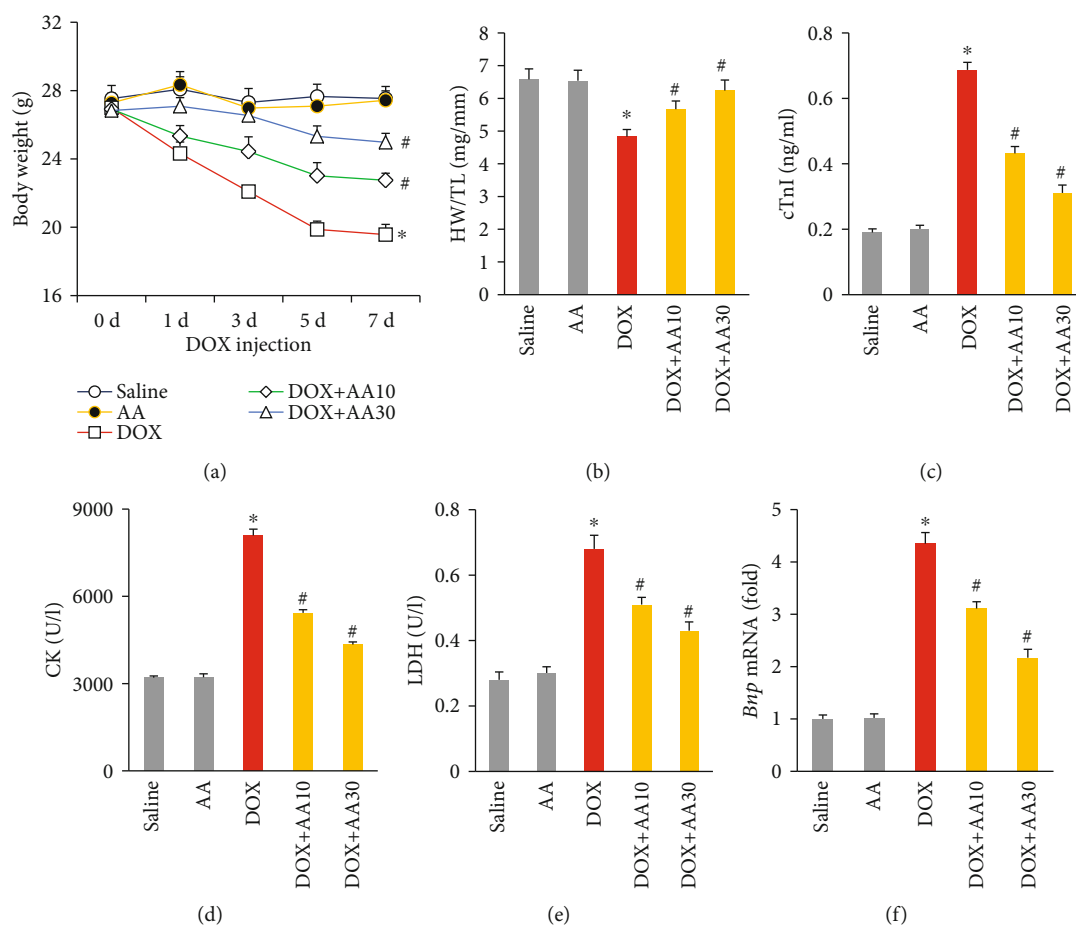 32
28
24
20
16
Body weight (g)
0 d 1 d 3 d 5 d 7 d
DOX injection
#
#
*
Saline
AA
DOX
DOX+AA10
DOX+AA30
(a)
8
7
6
5
4
3
2
1
0
HW/TL (mg/mm)
*
#
#
Saline
AA
DOX
DOX+AA10
DOX+AA30
(b)
0.8
0.6
0.4
0.2
0
cTnI (ng/ml)
*
#
#
Saline
AA
DOX
DOX+AA10
DOX+AA30
(c)
9000
6000
3000
0
CK (U/l)
*
#
#
Saline
AA
DOX
DOX+AA10
DOX+AA30
(d)
0.8
0.6
0.4
0.2
0
LDH (U/l)
*
#
#
Saline
AA
DOX
DOX+AA10
DOX+AA30
(e)
5
4
3
2
1
0
Bnp mRNA (fold)
*
#
#
Saline
AA
DOX
DOX+AA10
DOX+AA30
(f)